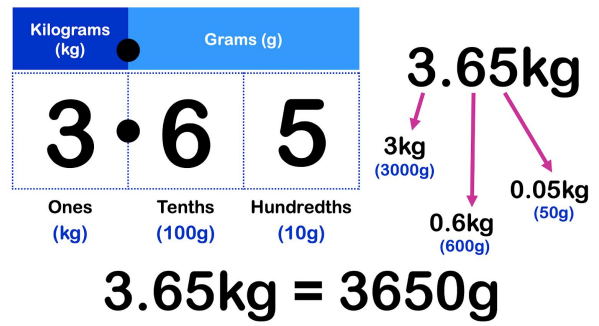 Kilograms
(kg)
Grams (g)
3.65
Ones
(kg)
Tenths
(100g)
Hundredths
(10g)
3.65kg
3kg
(3000g)
0.6kg
(600g)
0.05kg
(50g)
3.65kg = 3650g